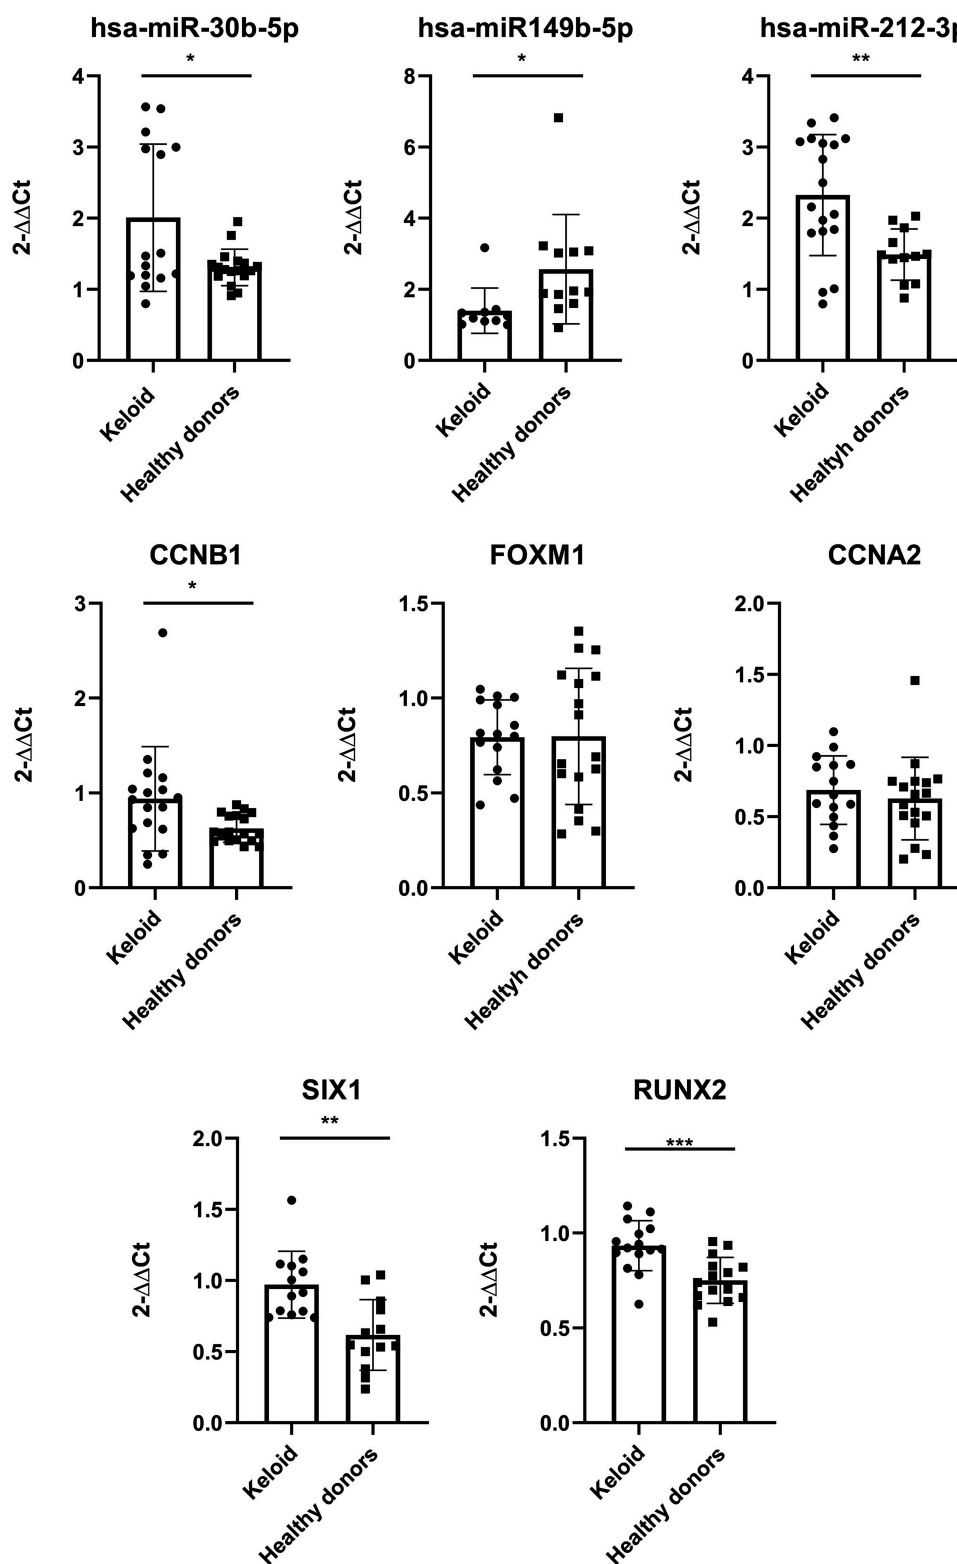 hsa-miR-30b-5p
*
2-ΔΔCt
4
3
2
1
0
Keloid
Healthy donors
hsa-miR149b-5p
*
2-ΔΔCt
8
6
4
2
0
Keloid
Healthy donors
hsa-miR-212-3p
**
2-ΔΔCt
4
3
2
1
0
Keloid
Healtyh donors
CCNB1
*
2-ΔΔCt
3
2
1
0
Keloid
Healthy donors
FOXM1
2-ΔΔCt
1.5
1.0
0.5
0.0
Keloid
Healtyh donors
CCNA2
2-ΔΔCt
2.0
1.5
1.0
0.5
0.0
Keloid
Healthy donors
SIX1
**
2-ΔΔCt
2.0
1.5
1.0
0.5
0.0
Keloid
Healthy donors
RUNX2
***
2-ΔΔCt
1.5
1.0
0.5
0.0
Keloid
Healthy donors